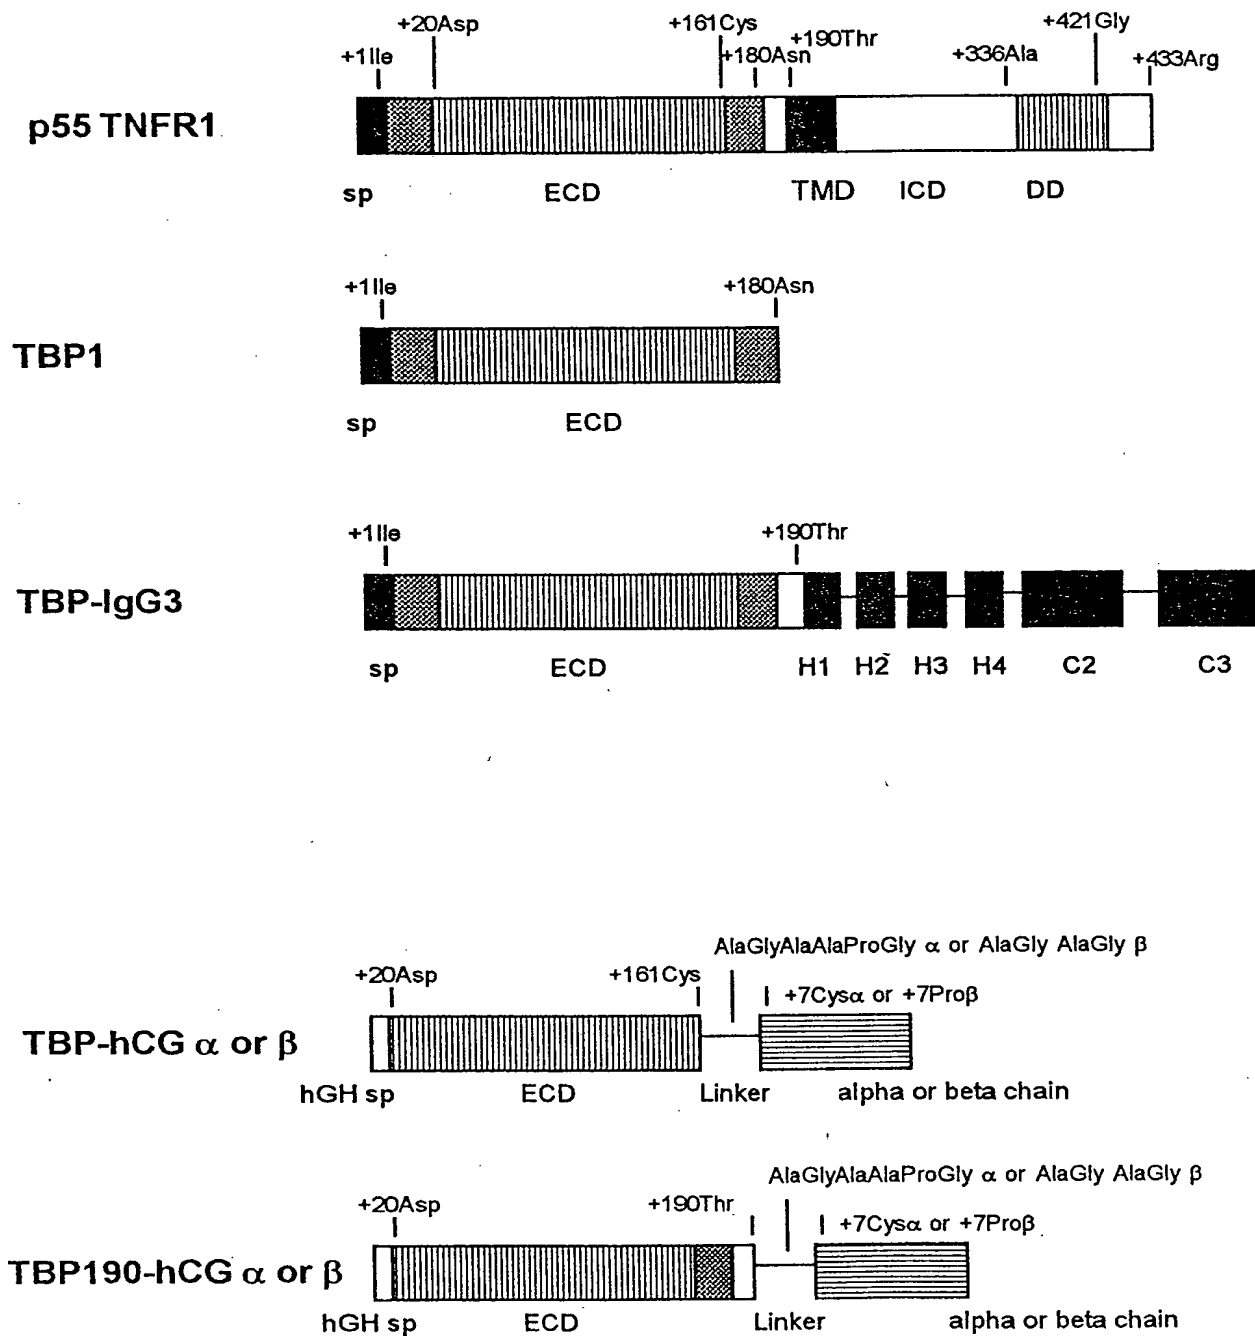 +20Asp +161Cys +421Gly
+1Ile +180Asn +190Thr +336Ala +433Arg
p55 TNFR1
sp ECD TMD ICD DD
+1Ile +180Asn
TBP1
sp ECD
+1Ile +190Thr
TBP-IgG3
sp ECD H1 H2 H3 H4 C2 C3
AlaGlyAlaAlaProGly α or AlaGly AlaGly β
+20Asp +161Cys +7Cysα or +7Proβ
TBP-hCG α or β
hGH sp ECD Linker alpha or beta chain
AlaGlyAlaAlaProGly α or AlaGly AlaGly β
+20Asp +190Thr +7Cysα or +7Proβ
TBP190-hCG α or β
hGH sp ECD Linker alpha or beta chain